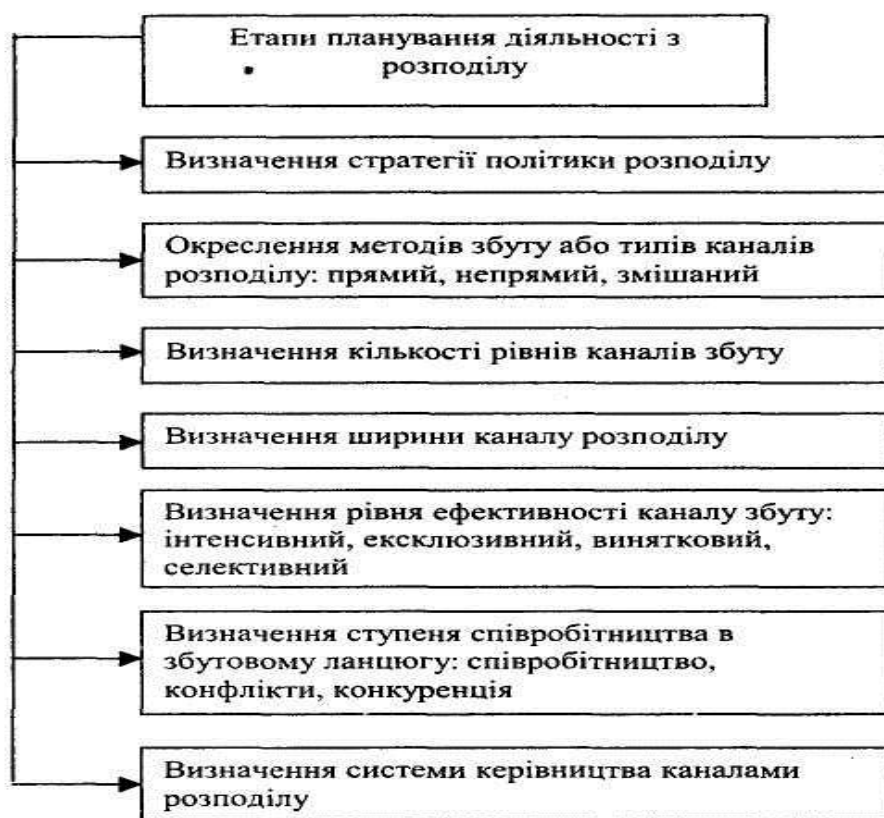 Етапи планування діяльності з
розподілу
Визначення стратегії політики розподілу
Окреслення методів збуту або типів каналів
розподілу: прямий, непрямий, змішаний
Визначення кількості рівнів каналів збуту
Визначення ширини каналу розподілу
Визначення рівня ефективності каналу збуту:
інтенсивний, ексклюзивний, винятковий,
селективний
Визначення ступеня співробітництва в
збутовому ланцюгу: співробітництво,
конфлікти, конкуренція
Визначення системи керівництва каналами
розподілу